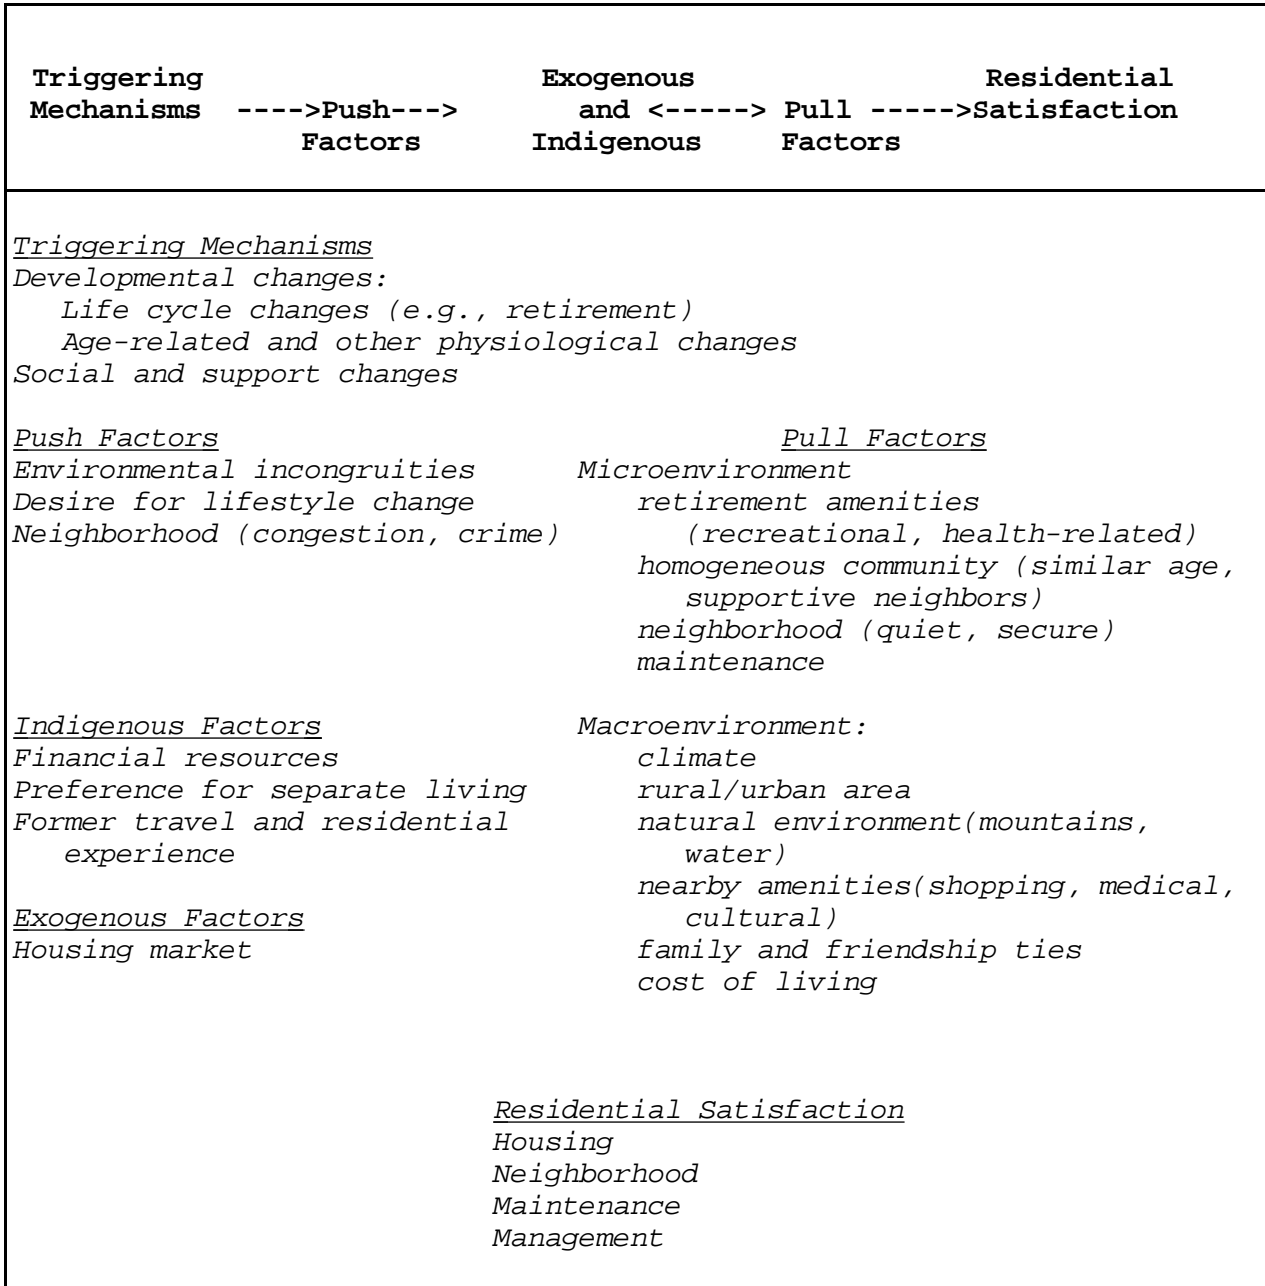 Triggering Exogenous Residential
Mechanisms ---->Push---> and <-----> Pull ----->Satisfaction
Factors Indigenous Factors
Triggering Mechanisms
Developmental changes:
Life cycle changes (e.g., retirement)
Age-related and other physiological changes
Social and support changes
Push Factors
Environmental incongruities
Desire for lifestyle change
Neighborhood (congestion, crime)
Indigenous Factors
Financial resources
Preference for separate living
Former travel and residential
experience
Exogenous Factors
Housing market
Pull Factors
Microenvironment
retirement amenities
(recreational, health-related)
homogeneous community (similar age,
supportive neighbors)
neighborhood (quiet, secure)
maintenance
Macroenvironment:
climate
rural/urban area
natural environment(mountains,
water)
nearby amenities(shopping, medical,
cultural)
family and friendship ties
cost of living
Residential Satisfaction
Housing
Neighborhood
Maintenance
Management